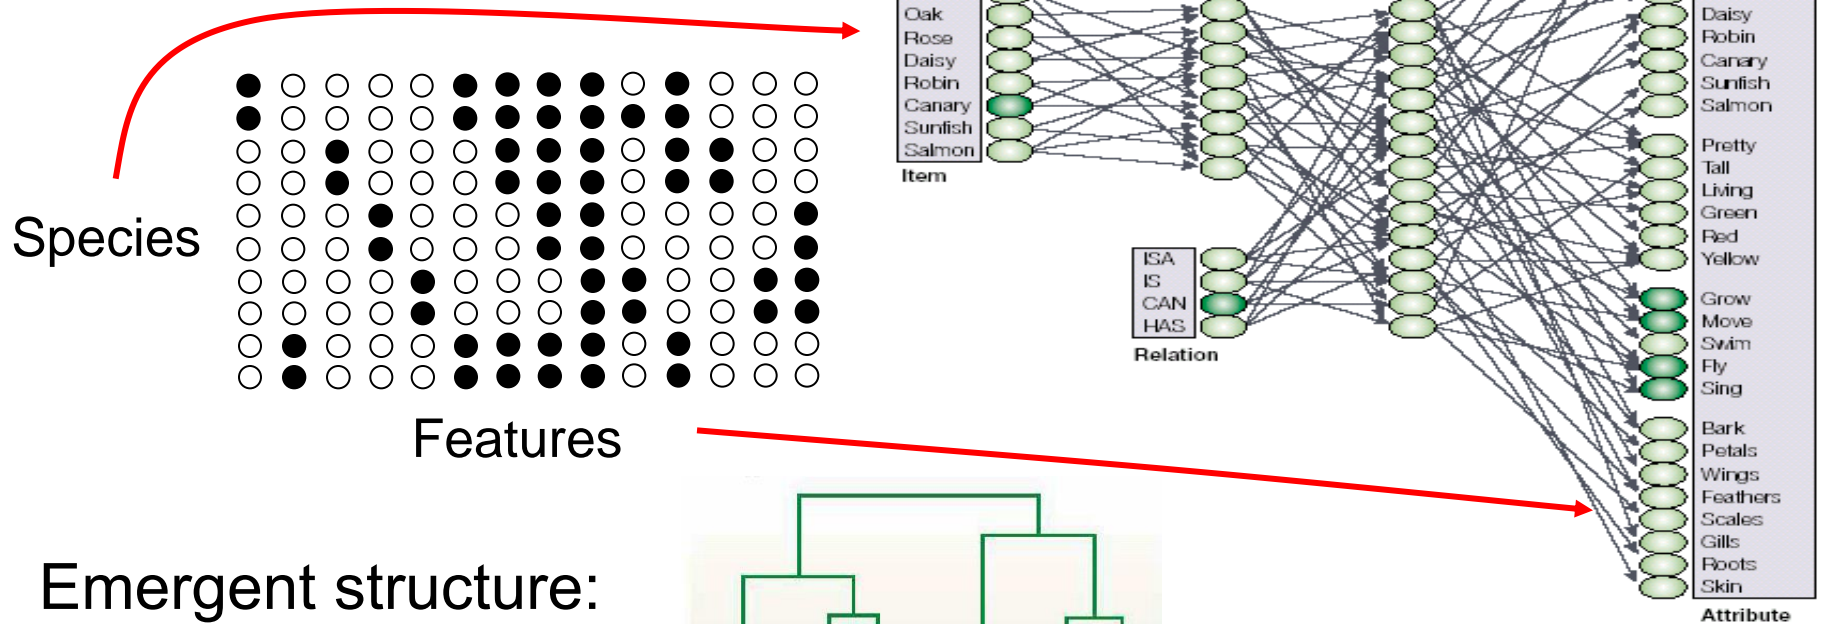 Species
Features
Emergent structure:
Oak
Rose
Daisy
Robin
Canary
Sunfish
Salmon
Item
ISA
IS
CAN
HAS
Relation
Daisy
Robin
Canary
Sunfish
Salmon
Pretty
Tall
Living
Green
Red
Yellow
Grow
Move
Swim
Fly
Sing
Bark
Petals
Wings
Feathers
Scales
Gills
Roots
Skin
Attribute